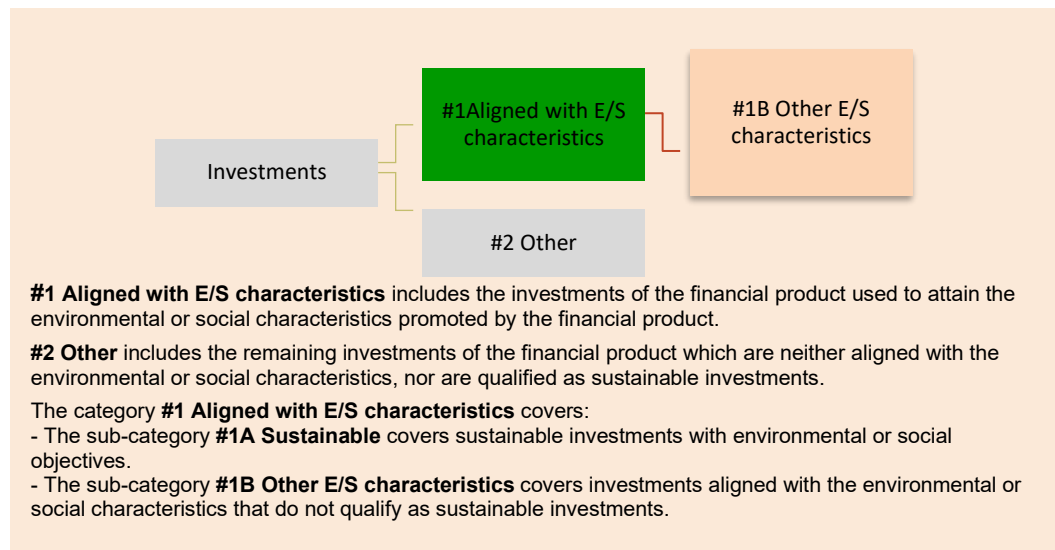 #1Aligned with E/S
characteristics
#1B Other E/S
characteristics
Investments
#2 Other
#1 Aligned with E/S characteristics includes the investments of the financial product used to attain the
environmental or social characteristics promoted by the financial product.
#2 Other includes the remaining investments of the financial product which are neither aligned with the
environmental or social characteristics, nor are qualified as sustainable investments.
The category #1 Aligned with E/S characteristics covers:
- The sub-category #1A Sustainable covers sustainable investments with environmental or social
objectives.
- The sub-category #1B Other E/S characteristics covers investments aligned with the environmental or
social characteristics that do not qualify as sustainable investments.